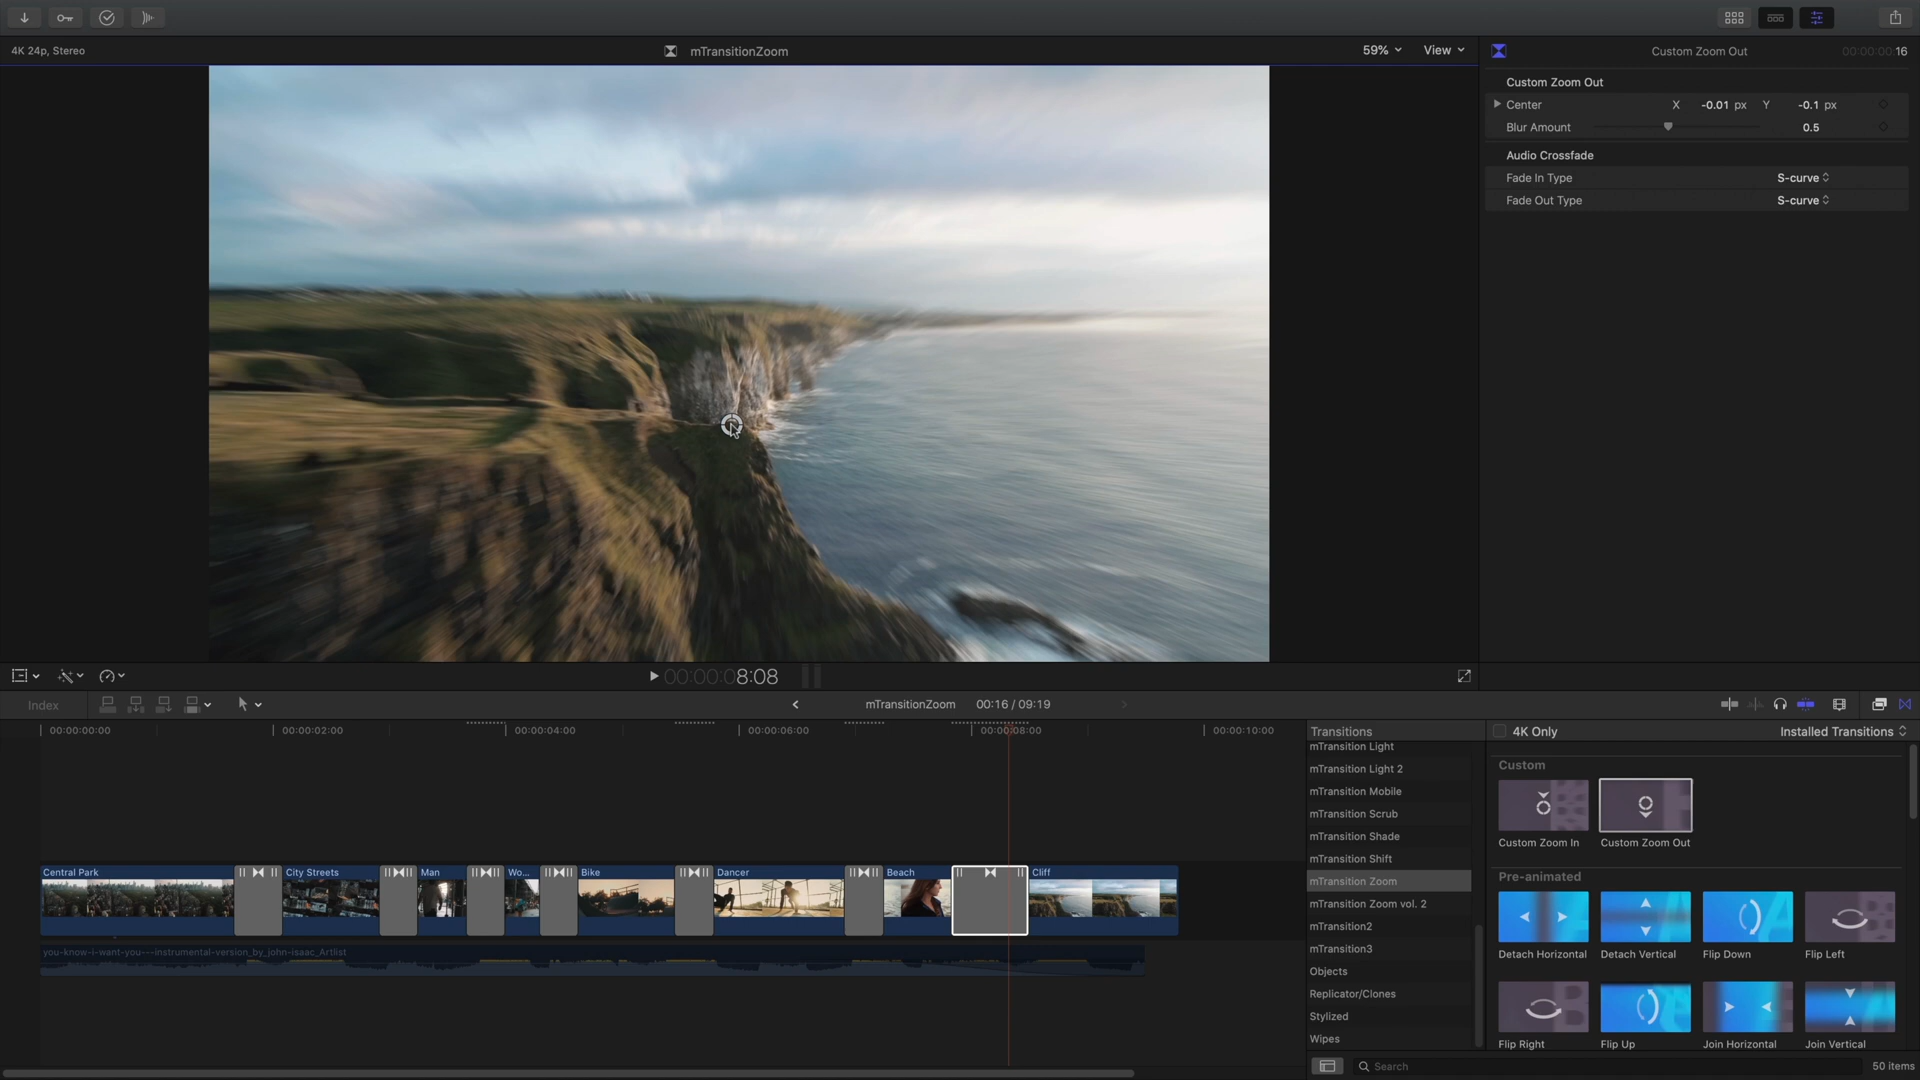 4K 24p, Stereo
mTransitionZoom
59%
View
Custom Zoom Out
00:00:00:16
Custom Zoom Out
Center X -0.01 px Y -0.1 px
Blur Amount 0.5
Audio Crossfade
Fade In Type S-curve
Fade Out Type S-curve
00:00:08:08
Index
mTransitionZoom 00:16 / 09:19
00:00:00:00 00:00:02:00 00:00:04:00 00:00:06:00 00:00:08:00 00:00:10:00
Central Park
City Streets
Man
Wo...
Bike
Dancer
Beach
Cliff
you-know-i-want-you---instrumental-version_by_john-isaac_Artlist
Transitions
mTransition Light
mTransition Light 2
mTransition Mobile
mTransition Scrub
mTransition Shade
mTransition Shift
mTransition Zoom
mTransition Zoom vol. 2
mTransition2
mTransition3
Objects
Replicator/Clones
Stylized
Wipes
4K Only
Installed Transitions
Custom
Custom Zoom In
Custom Zoom Out
Pre-animated
Detach Horizontal
Detach Vertical
Flip Down
Flip Left
Flip Right
Flip Up
Join Horizontal
Join Vertical
Search
50 items